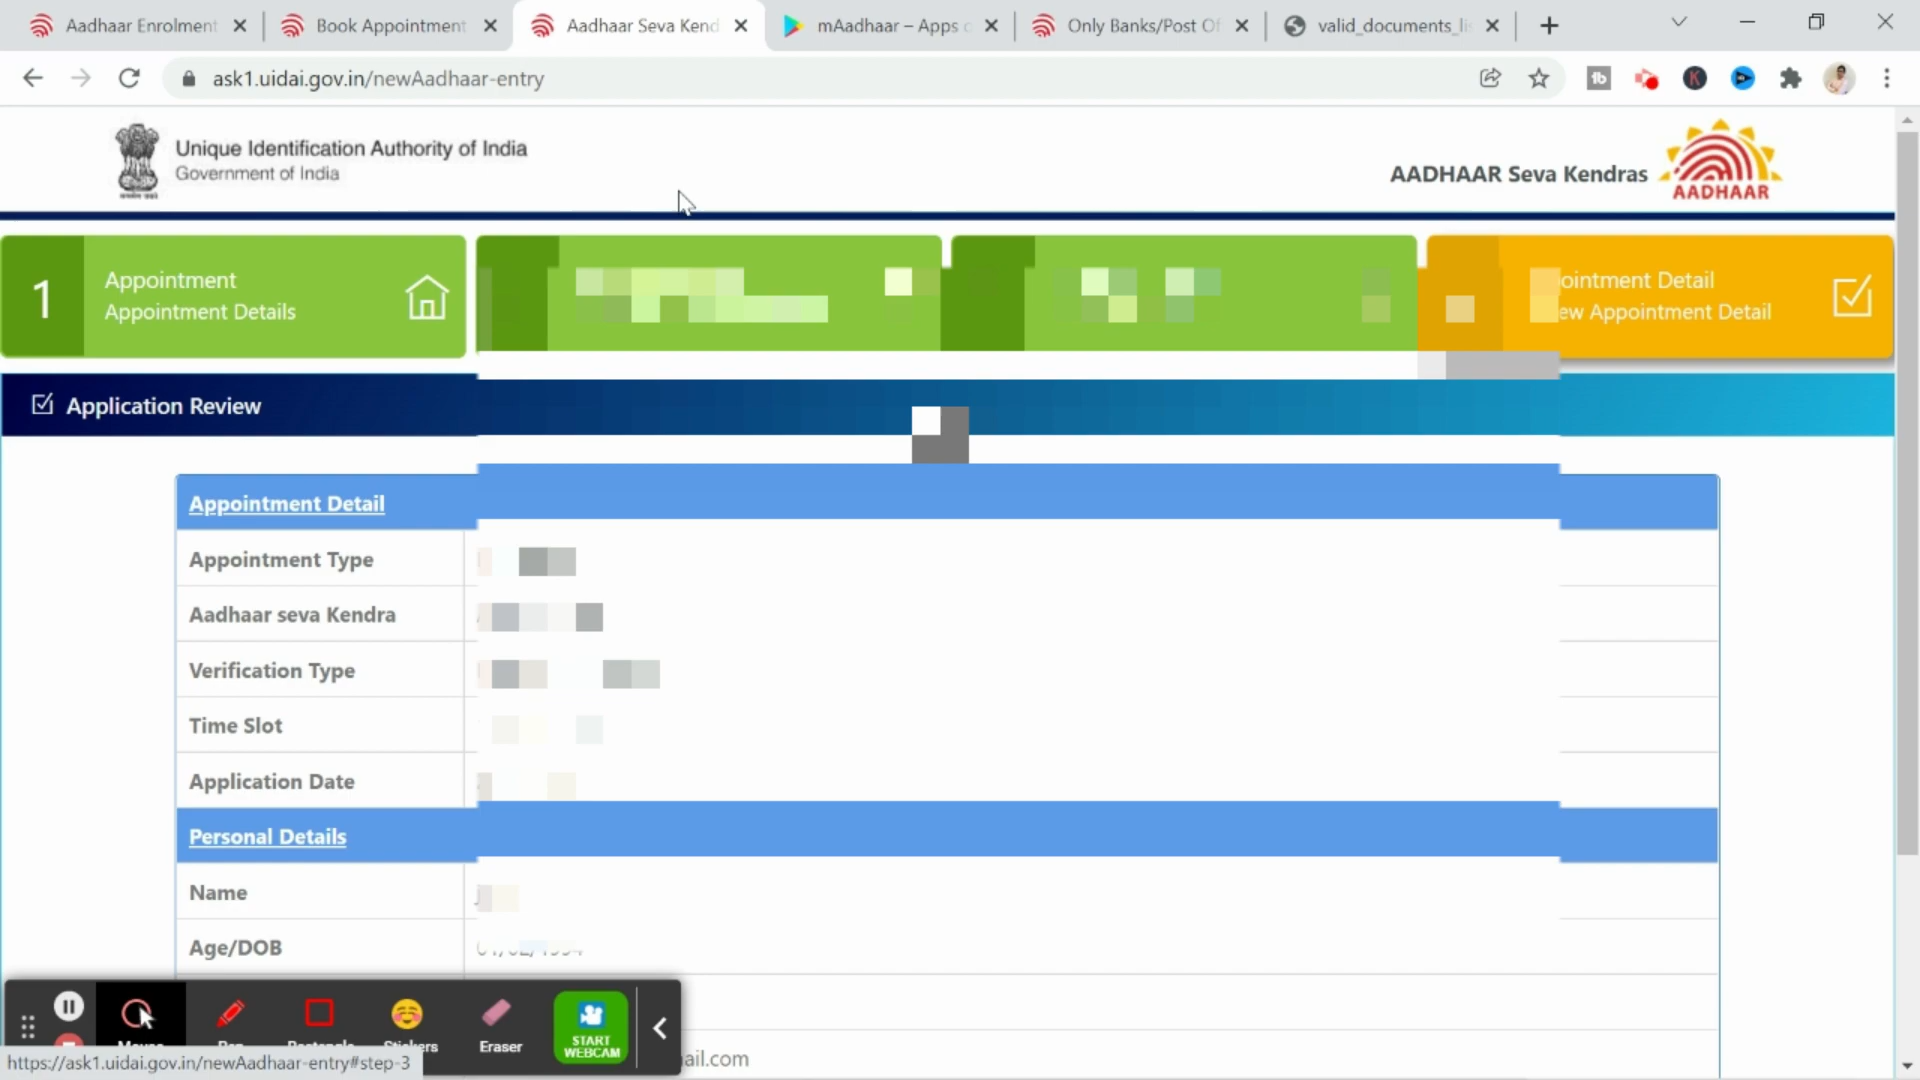 Aadhaar Enrolment
Book Appointment
Aadhaar Seva Kend
mAadhaar – Apps
Only Banks/Post Of
valid_documents_li
ask1.uidai.gov.in/newAadhaar-entry
Unique Identification Authority of India
Government of India
AADHAAR Seva Kendras
AADHAAR
1
Appointment
Appointment Details
ointment Detail
ew Appointment Detail
Application Review
Appointment Detail
Appointment Type
Aadhaar seva Kendra
Verification Type
Time Slot
Application Date
Personal Details
Name
Age/DOB
Eraser
START
WEBCAM
https://ask1.uidai.gov.in/newAadhaar-entry#step-3
ail.com